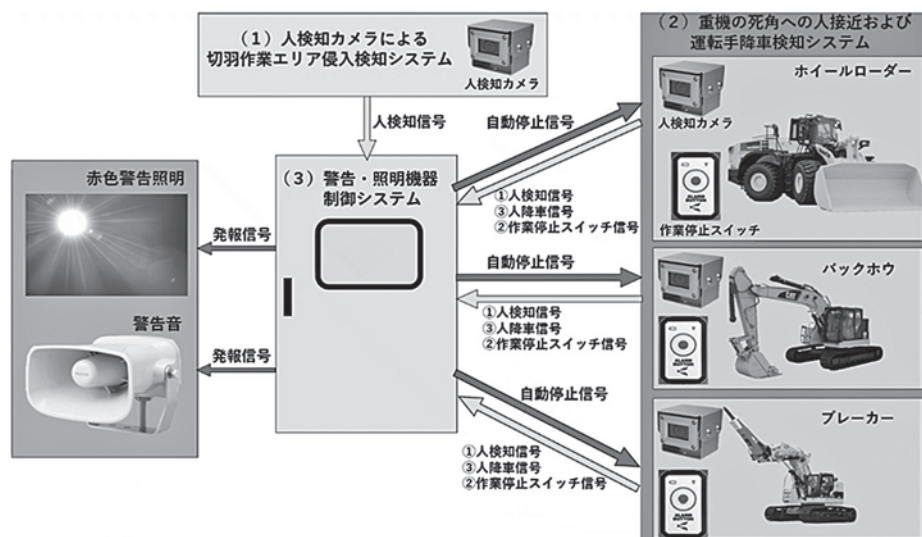 （1）人検知カメラによる
切羽作業エリア侵入検知システム
人検知カメラ
人検知信号
（2）重機の死角への人接近および
運転手降車検知システム
ホイールローダー
人検知カメラ
作業停止スイッチ
ALARM
BUTTON
自動停止信号
①人検知信号
③人降車信号
②作業停止スイッチ信号
（3）警告・照明機器
制御システム
赤色警告照明
発報信号
警告音
発報信号
自動停止信号
①人検知信号
③人降車信号
②作業停止スイッチ信号
バックホウ
ALARM
BUTTON
自動停止信号
①人検知信号
③人降車信号
②作業停止スイッチ信号
ブレーカー
ALARM
BUTTON